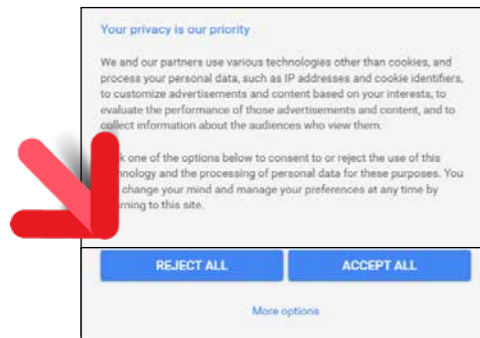 Your privacy is our priority
We and our partners use various technologies other than cookies, and
process your personal data, such as IP addresses and cookie identifiers,
to customize advertisements and content based on your interests, to
evaluate the performance of those advertisements and content, and to
collect information about the audiences who view them.
one of the options below to consent to or reject the use of this
and the processing of personal data for these purposes. You
change your mind and manage your preferences at any time by
to this site.
REJECT ALL ACCEPT ALL
More options